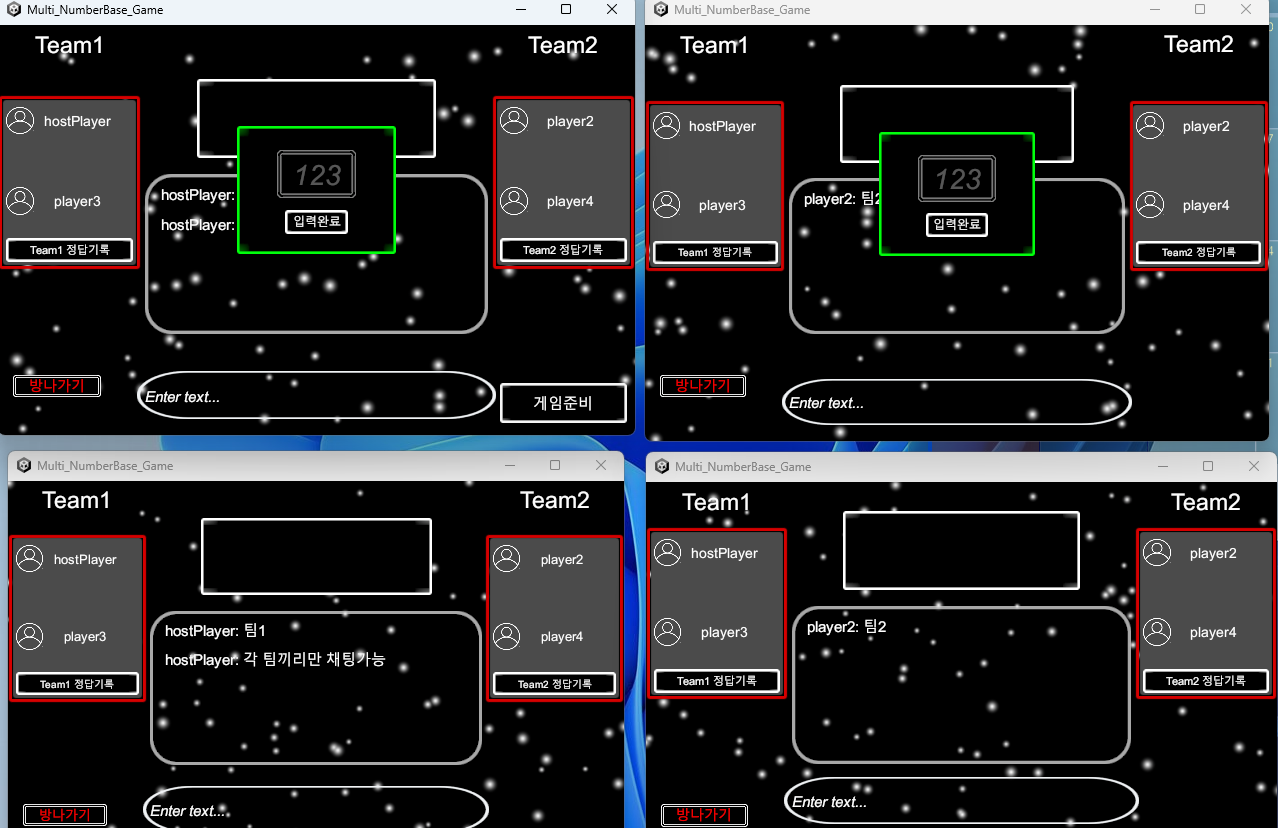 Multi_NumberBase_Game
Team1
Team2
hostPlayer
player2
123
hostPlayer:
player3
player4
hostPlayer:
입력완료
Team1 정답기록
Team2 정답기록
방나가기
Enter text...
게임준비
Multi_NumberBase_Game
Team1
Team2
hostPlayer
player2
123
player2: 팀2
player3
player4
입력완료
Team1 정답기록
Team2 정답기록
방나가기
Enter text...
Multi_NumberBase_Game
Team1
Team2
hostPlayer
player2
hostPlayer: 팀1
player3
player4
hostPlayer: 각 팀끼리만 채팅가능
Team1 정답기록
Team2 정답기록
방나가기
Enter text...
Multi_NumberBase_Game
Team1
Team2
hostPlayer
player2
player2: 팀2
player3
player4
Team1 정답기록
Team2 정답기록
방나가기
Enter text...